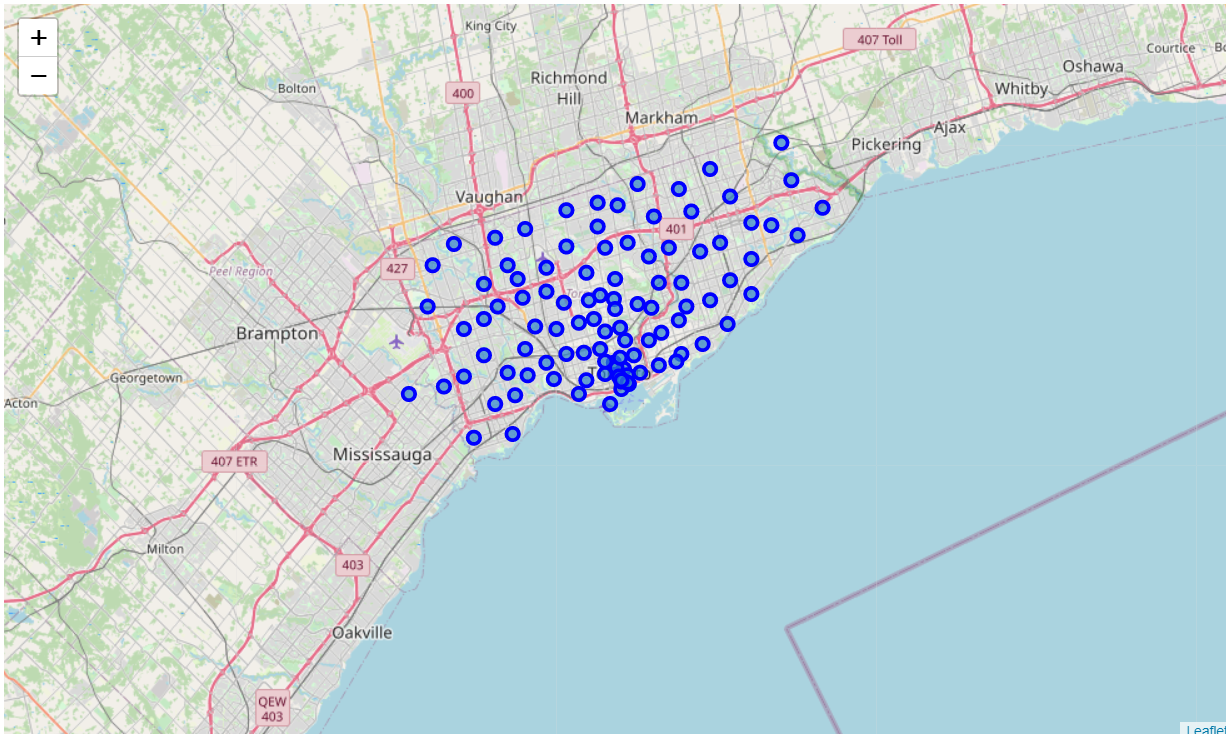 +
−
King City
407 Toll
Courtice
Bo
Richmond
Hill
Oshawa
Bolton
400
Whitby
Markham
Ajax
Pickering
Vaughan
401
427
Peel Region
Brampton
Georgetown
Acton
Mississauga
407 ETR
Milton
403
Oakville
QEW
403
Leaflet